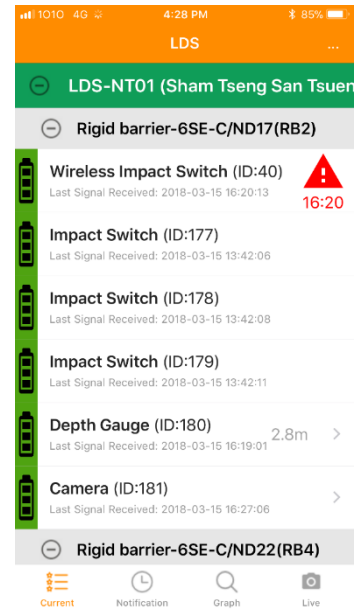 1O1O 4G 4:28 PM 85%
LDS ...
LDS-NT01 (Sham Tseng San Tsuen
Rigid barrier-6SE-C/ND17(RB2)
Wireless Impact Switch (ID:40)
Last Signal Received: 2018-03-15 16:20:13
16:20
Impact Switch (ID:177)
Last Signal Received: 2018-03-15 13:42:06
Impact Switch (ID:178)
Last Signal Received: 2018-03-15 13:42:08
Impact Switch (ID:179)
Last Signal Received: 2018-03-15 13:42:11
Depth Gauge (ID:180)
2.8m
Last Signal Received: 2018-03-15 16:19:01
Camera (ID:181)
Last Signal Received: 2018-03-15 16:27:06
Rigid barrier-6SE-C/ND22(RB4)
Current Notification Graph Live